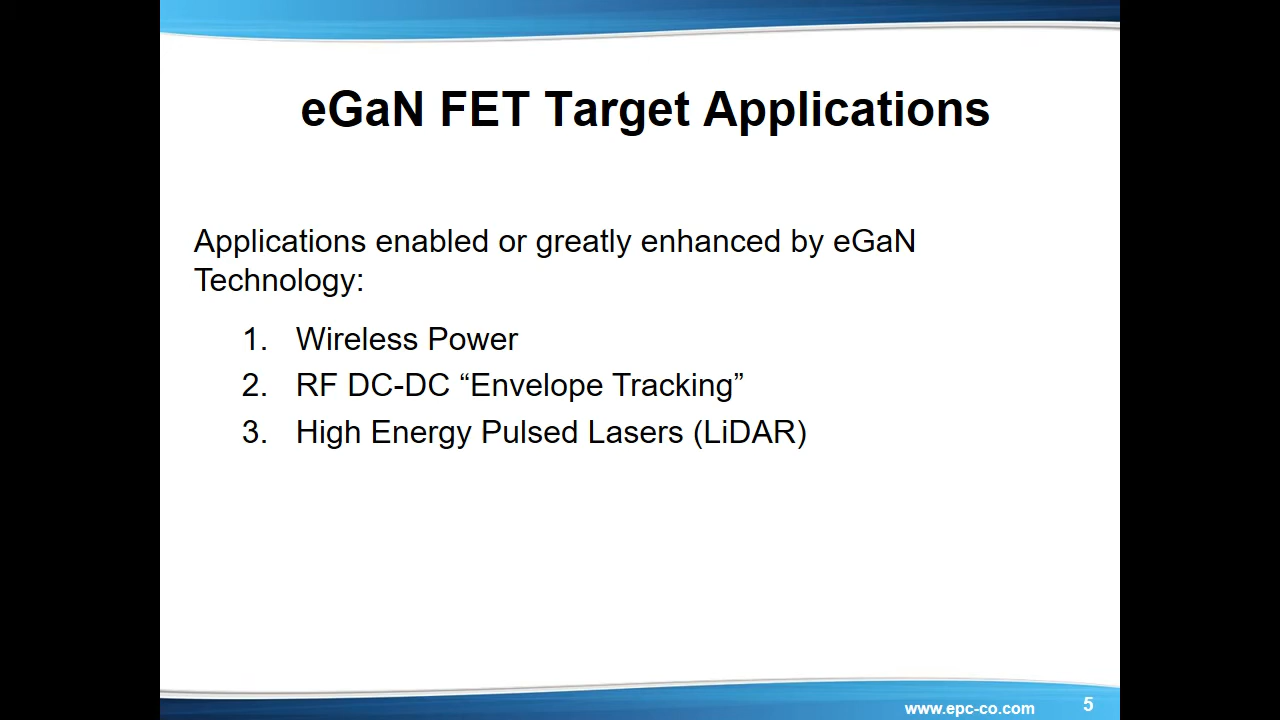 eGaN FET Target Applications
Applications enabled or greatly enhanced by eGaN
Technology:
1. Wireless Power
2. RF DC-DC “Envelope Tracking”
3. High Energy Pulsed Lasers (LiDAR)
www.epc-co.com 5